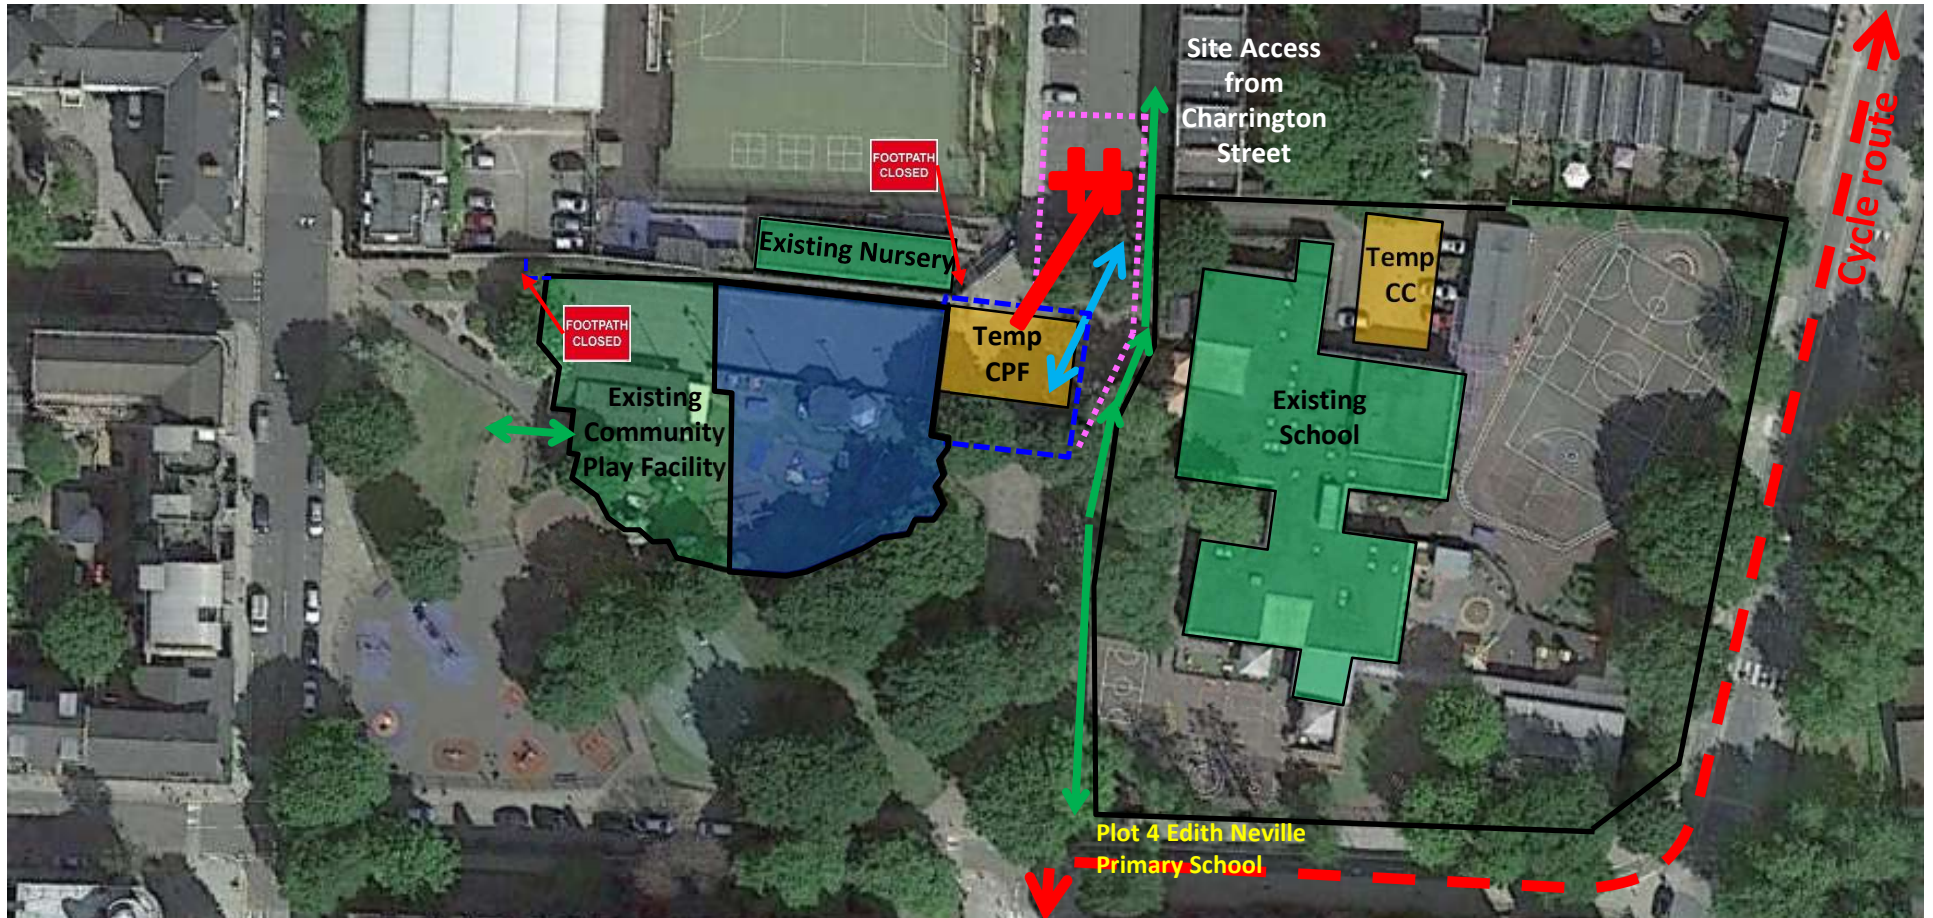 Site Access
from
Charrington
Street
Cycle route
FOOTPATH
CLOSED
Existing Nursery
Temp
CC
FOOTPATH
CLOSED
Temp
CPF
Existing
Community
Play Facility
Existing
School
Plot 4 Edith Neville
Primary School